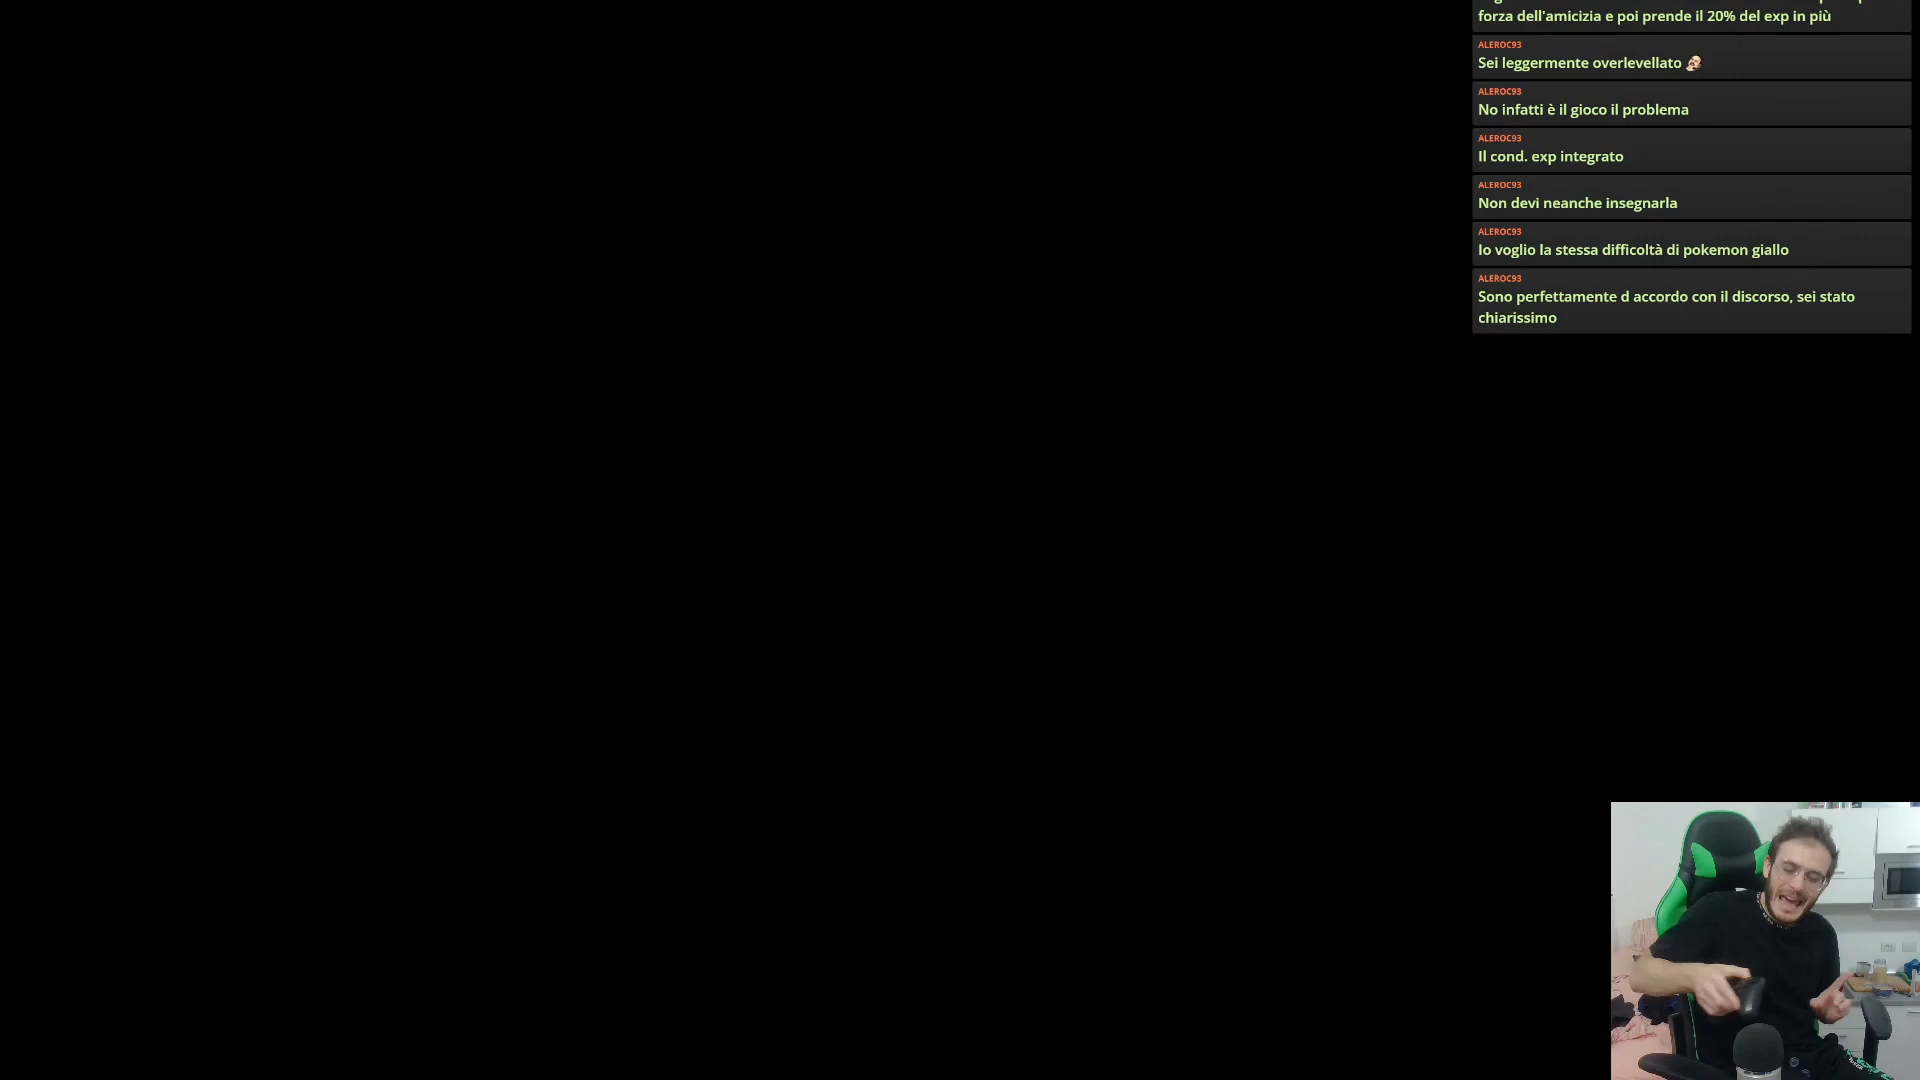 forza dell'amicizia e poi prende il 20% del exp in più
ALEROC93
Sei leggermente overlevellato
ALEROC93
No infatti è il gioco il problema
ALEROC93
Il cond. exp integrato
ALEROC93
Non devi neanche insegnarla
ALEROC93
Io voglio la stessa difficoltà di pokemon giallo
ALEROC93
Sono perfettamente d accordo con il discorso, sei stato
chiarissimo